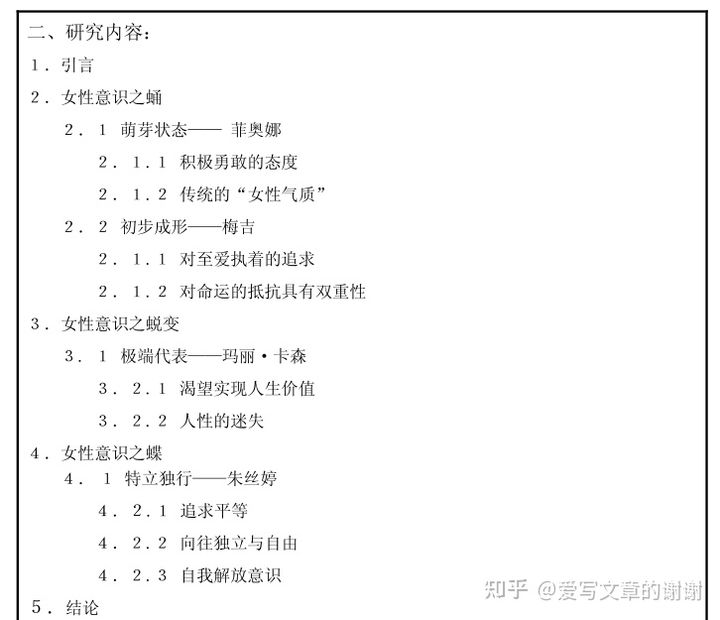 二、研究内容：
１．引言
２．女性意识之蛹
２．１ 萌芽状态—— 菲奥娜
２．１.１ 积极勇敢的态度
２．１.２ 传统的“女性气质”
２．２ 初步成形——梅吉
２．１.１ 对至爱执着的追求
２．１.２ 对命运的抵抗具有双重性
３．女性意识之蜕变
３．１ 极端代表——玛丽·卡森
３．２.１ 渴望实现人生价值
３．２.２ 人性的迷失
４．女性意识之蝶
４．１ 特立独行——朱丝婷
４．２.１ 追求平等
４．２.２ 向往独立与自由
４．２.３ 自我解放意识
５．结论
知乎 @爱写文章的谢谢